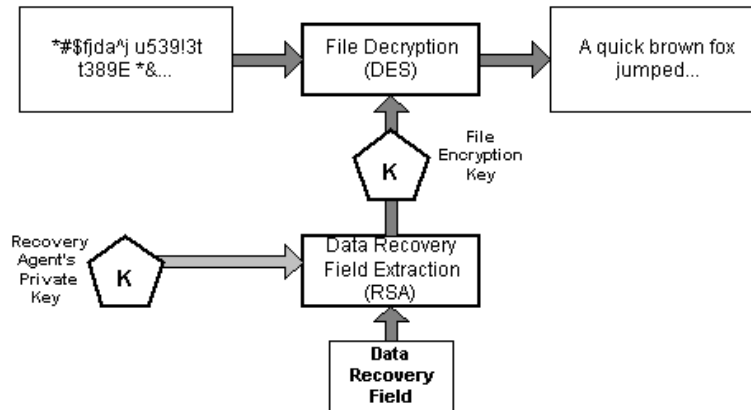 *#$fjda^j u539!3t
t389E *&...
File Decryption
(DES)
A quick brown fox
jumped...
K
File
Encryption
Key
Recovery
Agent's
Private
Key
K
Data Recovery
Field Extraction
(RSA)
Data
Recovery
Field